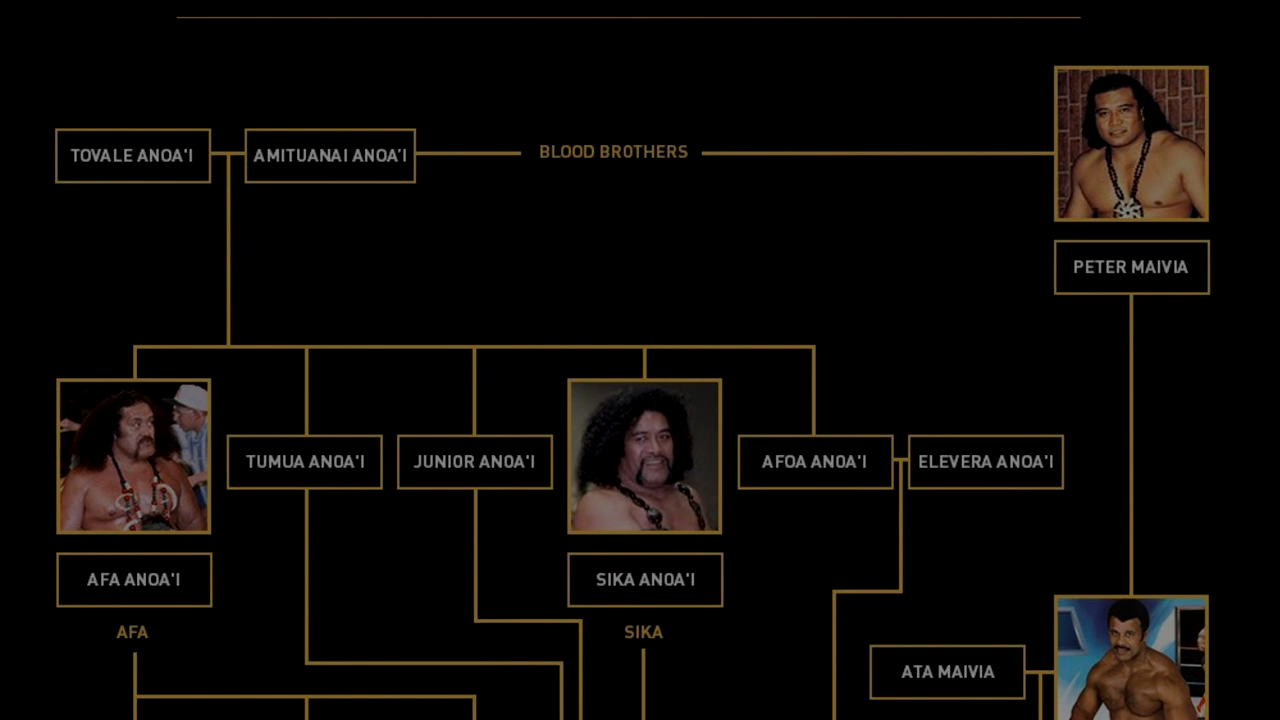 TOVALE ANOA'I
AMITUANAI ANOA'I
BLOOD BROTHERS
PETER MAIVIA
TUMUA ANOA'I
JUNIOR ANOA'I
AFOA ANOA'I
ELEVERA ANOA'I
AFA ANOA'I
SIKA ANOA'I
AFA
SIKA
ATA MAIVIA